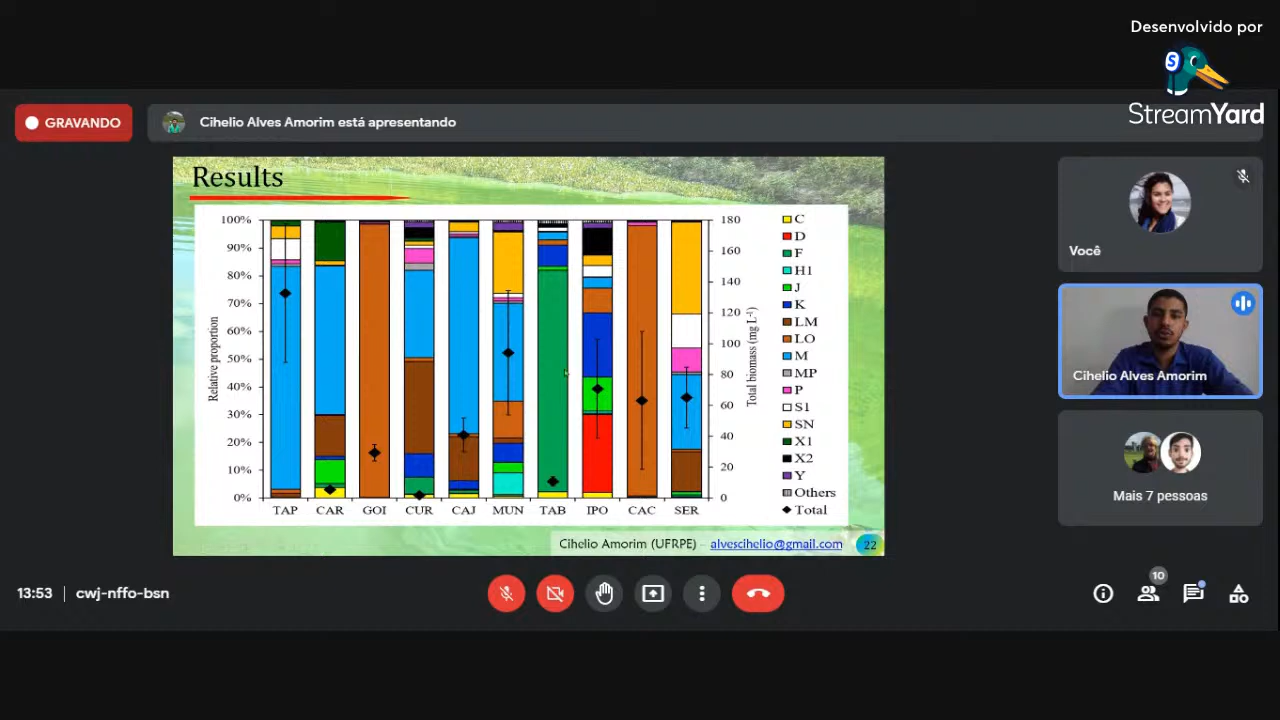 Desenvolvido por
StreamYard
GRAVANDO
Cihelio Alves Amorim está apresentando
Results
100%
90%
80%
70%
60%
50%
40%
30%
20%
10%
0%
Relative proportion
180
160
140
120
100
80
60
40
20
0
Total biomass (mg L⁻¹)
TAP CAR GOI CUR CAJ MUN TAB IPO CAC SER
C
D
F
H1
J
K
LM
LO
M
MP
P
S1
SN
X1
X2
Y
Others
Total
Cihelio Amorim (UFRPE) – alvescihelio@gmail.com
22
Você
Cihelio Alves Amorim
Mais 7 pessoas
13:53 | cwj-nffo-bsn
10